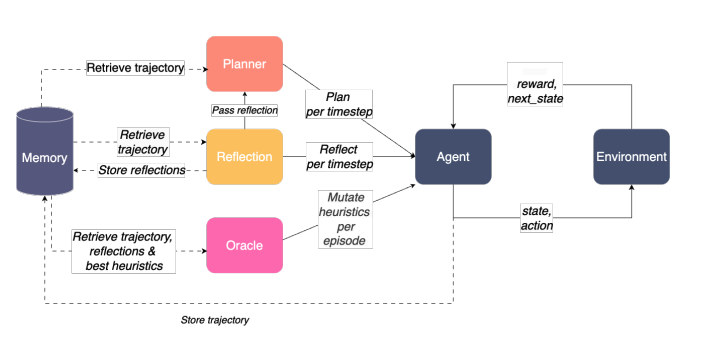 Planner
Retrieve trajectory
reward,
next_state
Plan
per timestep
Pass reflection
Retrieve
trajectory
Memory
Reflection
Reflect
per timestep
Agent
Environment
Store reflections
Mutate
heuristics
per
episode
state,
action
Retrieve trajectory,
reflections &
best heuristics
Oracle
Store trajectory